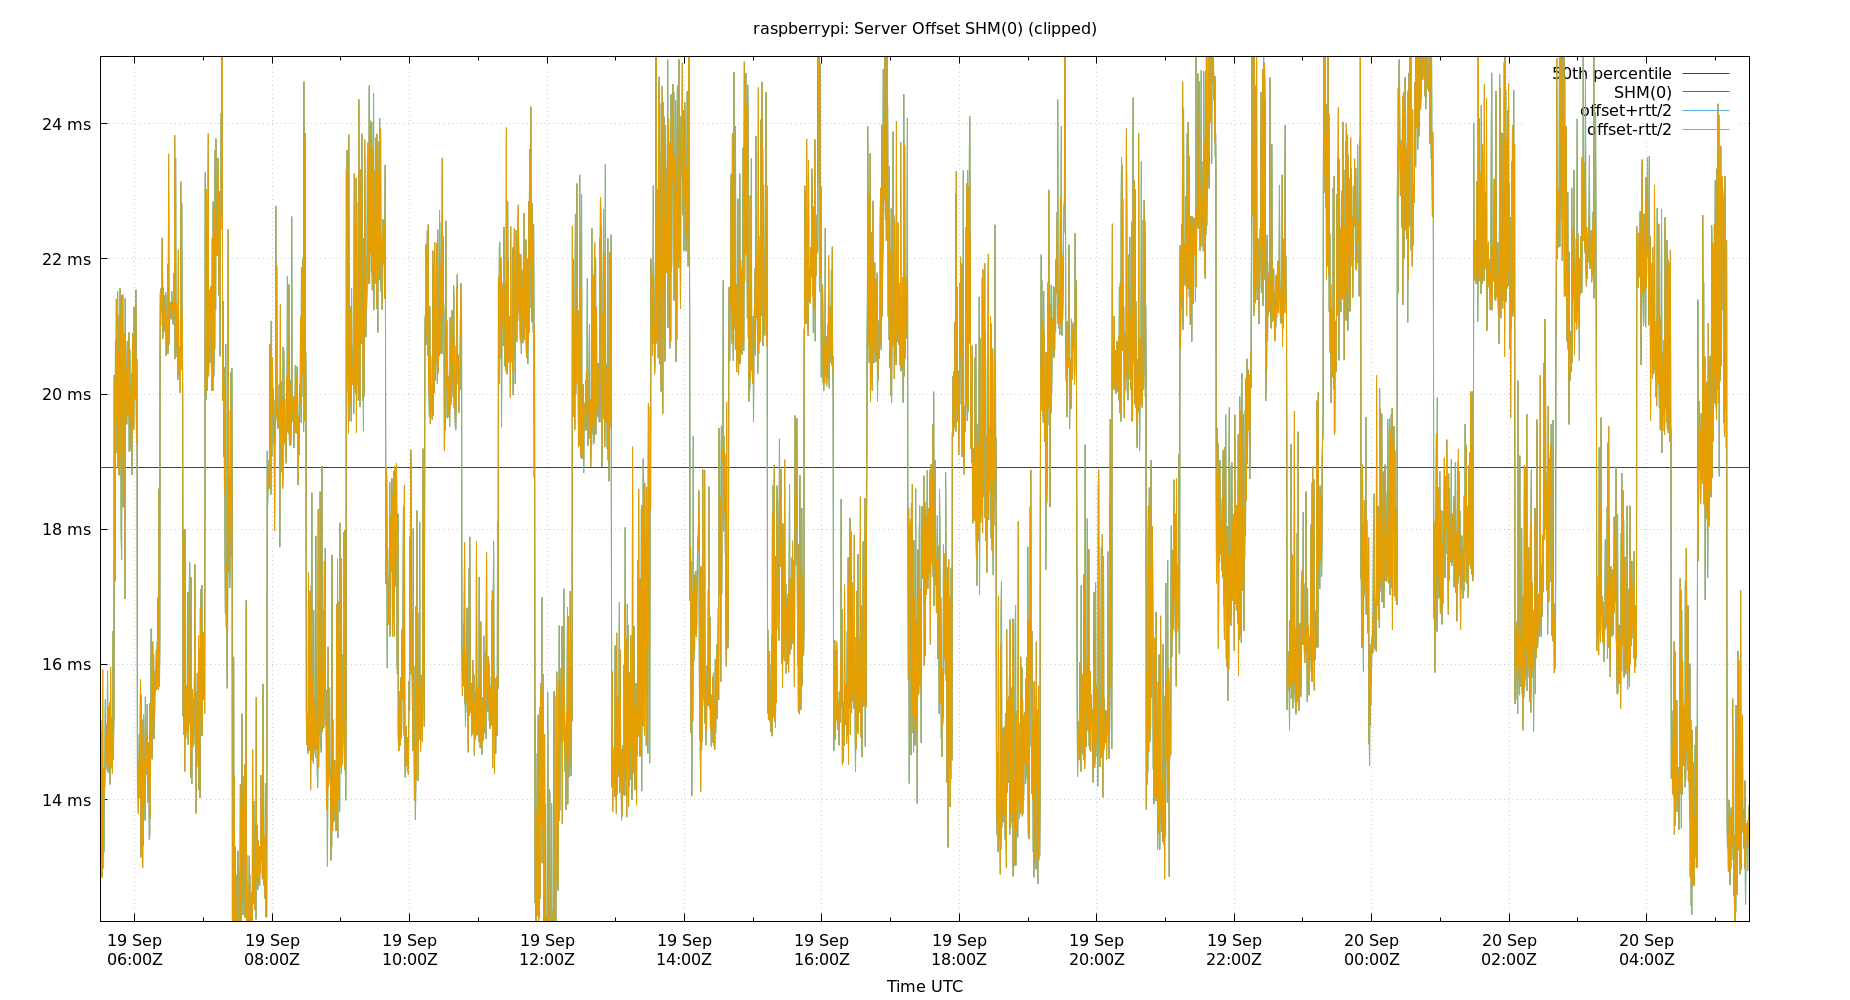 raspberrypi: Server Offset SHM(0) (clipped)
50th percentile
SHM(0)
offset+rtt/2
offset-rtt/2
24 ms
22 ms
20 ms
18 ms
16 ms
14 ms
19 Sep 19 Sep 19 Sep 19 Sep 19 Sep 19 Sep 19 Sep 19 Sep 19 Sep 20 Sep 20 Sep 20 Sep
06:00Z 08:00Z 10:00Z 12:00Z 14:00Z 16:00Z 18:00Z 20:00Z 22:00Z 00:00Z 02:00Z 04:00Z
Time UTC